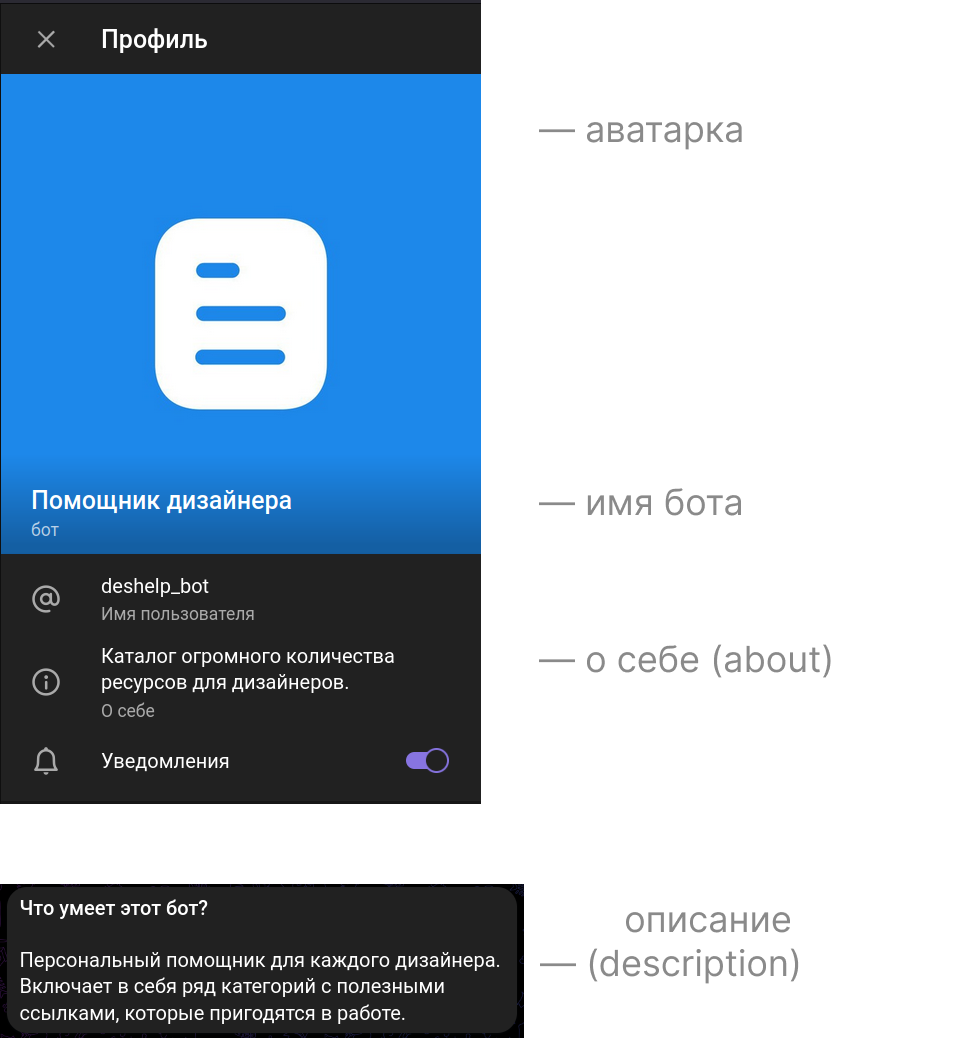 Профиль
— аватарка
Помощник дизайнера
— имя бота
бот
deshelp_bot
Имя пользователя
Каталог огромного количества
ресурсов для дизайнеров.
— о себе (about)
О себе
Уведомления
Что умеет этот бот?
Персональный помощник для каждого дизайнера.
Включает в себя ряд категорий с полезными
ссылками, которые пригодятся в работе.
описание
— (description)